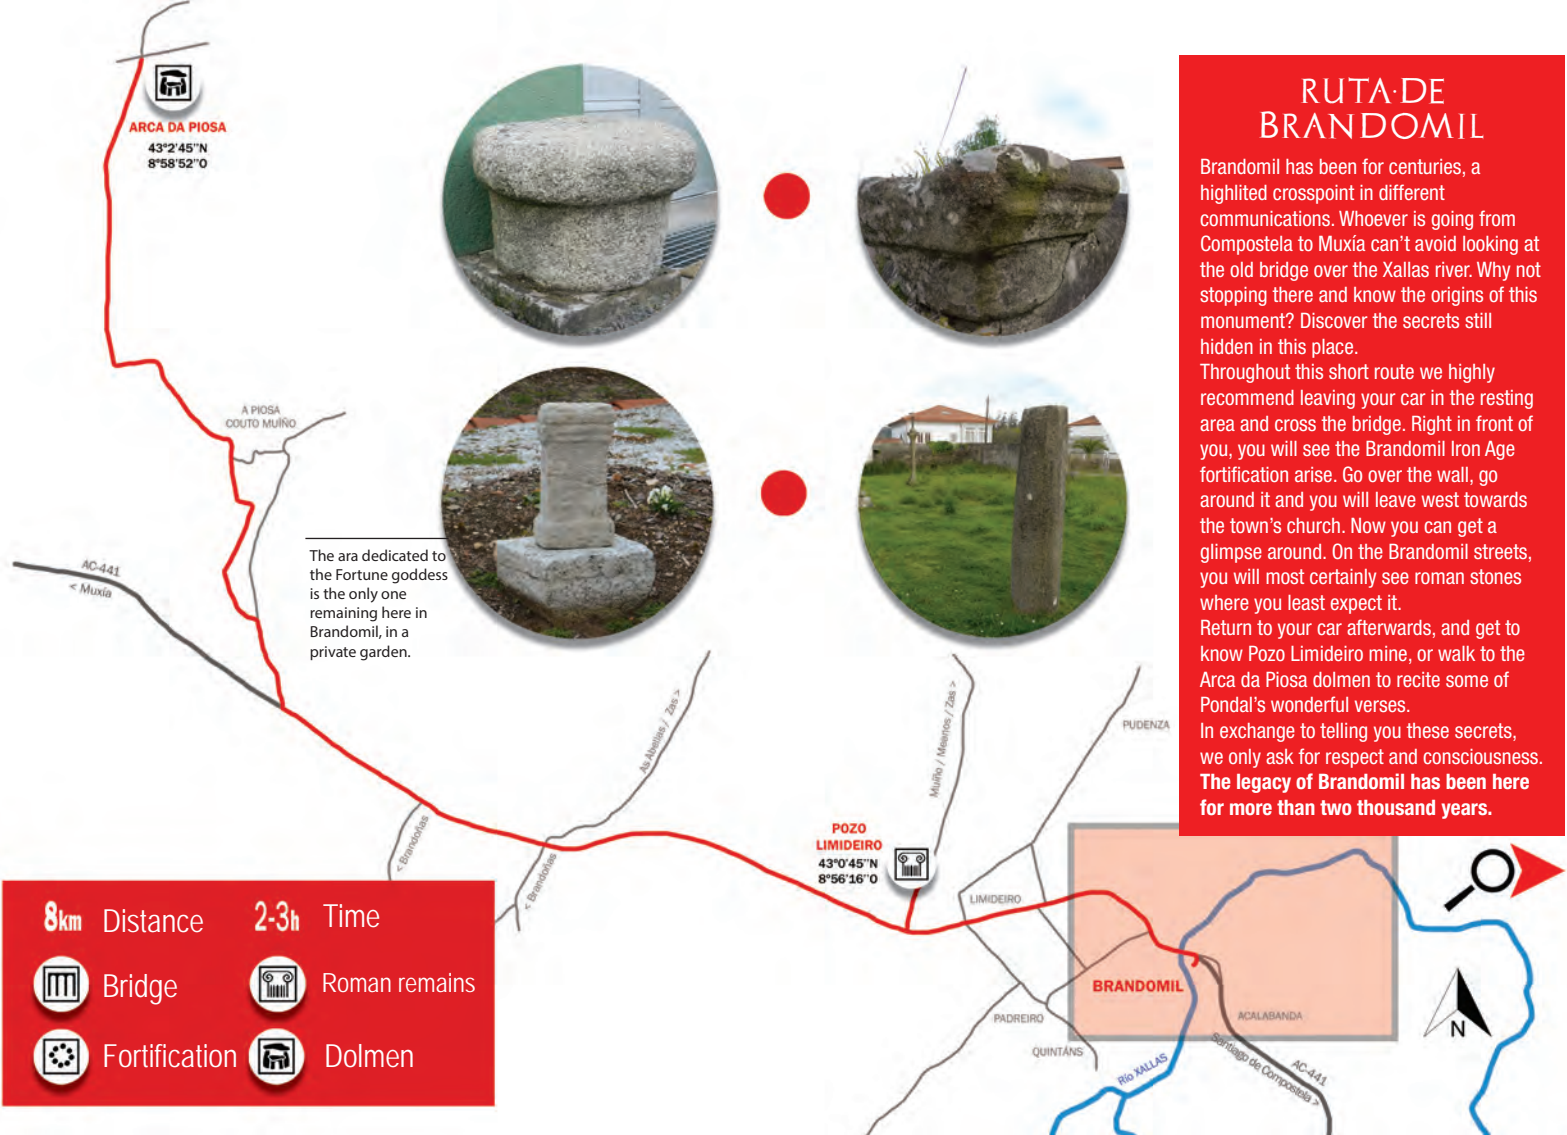 ARCA DA PIOSA
43º2'45"N
8º58'52"O
RUTA·DE
BRANDOMIL
Brandomil has been for centuries, a
highlited crosspoint in different
communications. Whoever is going from
Compostela to Muxía can't avoid looking at
the old bridge over the Xallas river. Why not
stopping there and know the origins of this
monument? Discover the secrets still
hidden in this place.
Throughout this short route we highly
recommend leaving your car in the resting
area and cross the bridge. Right in front of
you, you will see the Brandomil Iron Age
fortification arise. Go over the wall, go
around it and you will leave west towards
the town's church. Now you can get a
glimpse around. On the Brandomil streets,
you will most certainly see roman stones
where you least expect it.
Return to your car afterwards, and get to
know Pozo Limideiro mine, or walk to the
Arca da Piosa dolmen to recite some of
Pondal's wonderful verses.
In exchange to telling you these secrets,
we only ask for respect and consciousness.
The legacy of Brandomil has been here
for more than two thousand years.
A PIOSA
COUTO MUÍÑO
The ara dedicated to
the Fortune goddess
is the only one
remaining here in
Brandomil, in a
private garden.
AC-441
< Muxía
As Abellas / Zas >
Muíño / Meanos / Zas >
PUDENZA
< Brandoñas
< Brandoñas
POZO
LIMIDEIRO
43º0'45"N
8º56'16"O
LIMIDEIRO
BRANDOMIL
PADREIRO
QUINTÁNS
ACALABANDA
Río XALLAS
AC-441
Santiago de Compostela >
N
8km Distance
2-3h Time
Bridge
Roman remains
Fortification
Dolmen